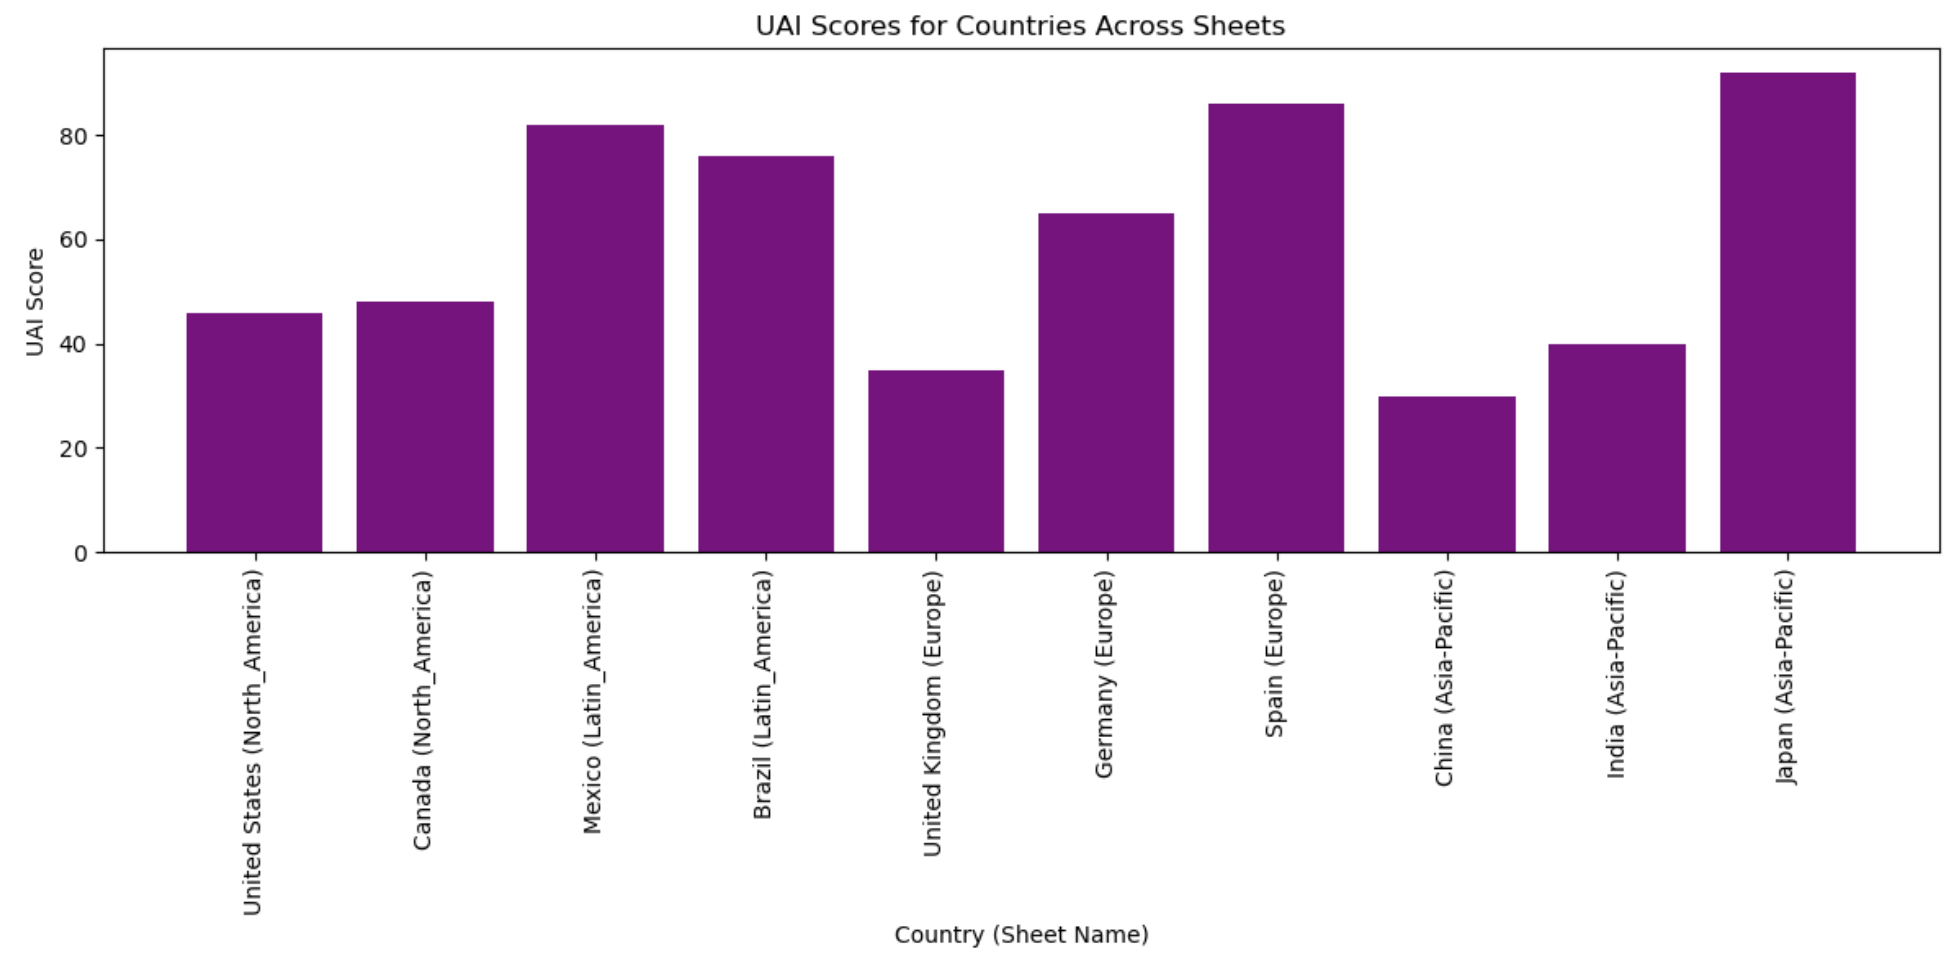 UAI Scores for Countries Across Sheets
UAI Score
80
60
40
20
0
United States (North_America)
Canada (North_America)
Mexico (Latin_America)
Brazil (Latin_America)
United Kingdom (Europe)
Germany (Europe)
Spain (Europe)
China (Asia-Pacific)
India (Asia-Pacific)
Japan (Asia-Pacific)
Country (Sheet Name)